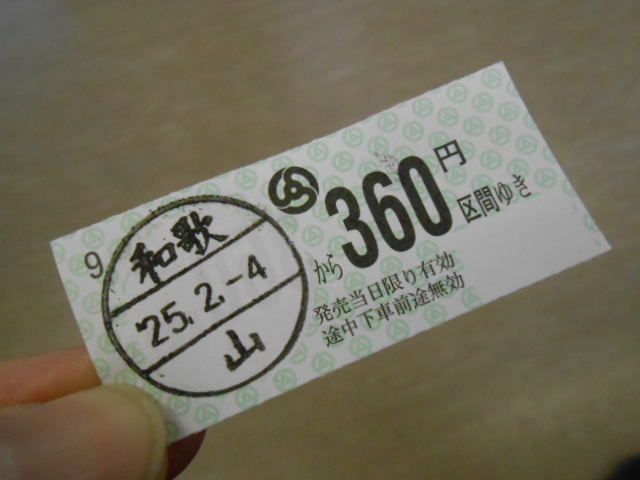 9
和歌
'25.2.-4
山
から360円
区間ゆき
発売当日限り有効
途中下車前途無効